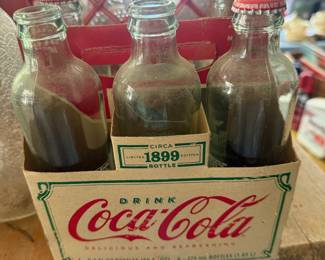 CIRCA
LIMITED 1899 EDITION
BOTTLE
DRINK
Coca-Cola
DELICIOUS AND REFRESHING